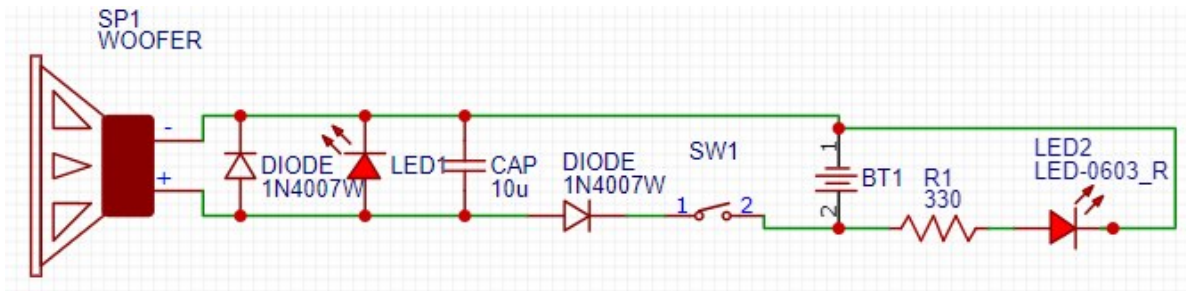 SP1
WOOFER
-
+
DIODE
1N4007W
LED1
CAP
10u
DIODE
1N4007W
SW1
1
2
1
BT1
2
R1
330
LED2
LED-0603_R